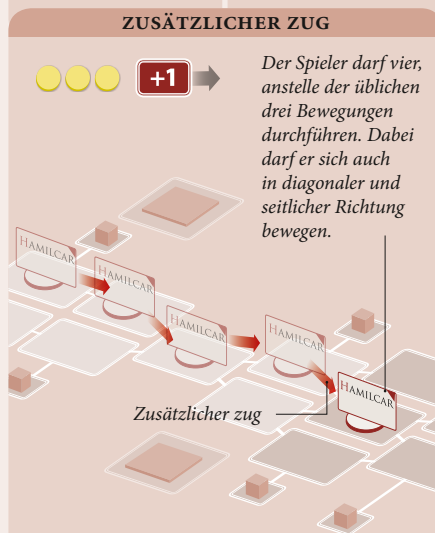 ZUSÄTZLICHER ZUG
+1
Der Spieler darf vier,
anstelle der üblichen
drei Bewegungen
durchführen. Dabei
darf er sich auch
in diagonaler und
seitlicher Richtung
bewegen.
HAMILCAR
HAMILCAR
HAMILCAR
HAMILCAR
HAMILCAR
Zusätzlicher zug